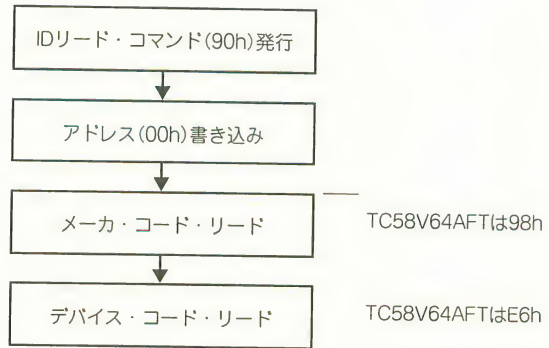 IDリード・コマンド(90h)発行
アドレス(00h)書き込み
メーカ・コード・リード
TC58V64AFTは98h
デバイス・コード・リード
TC58V64AFTはE6h